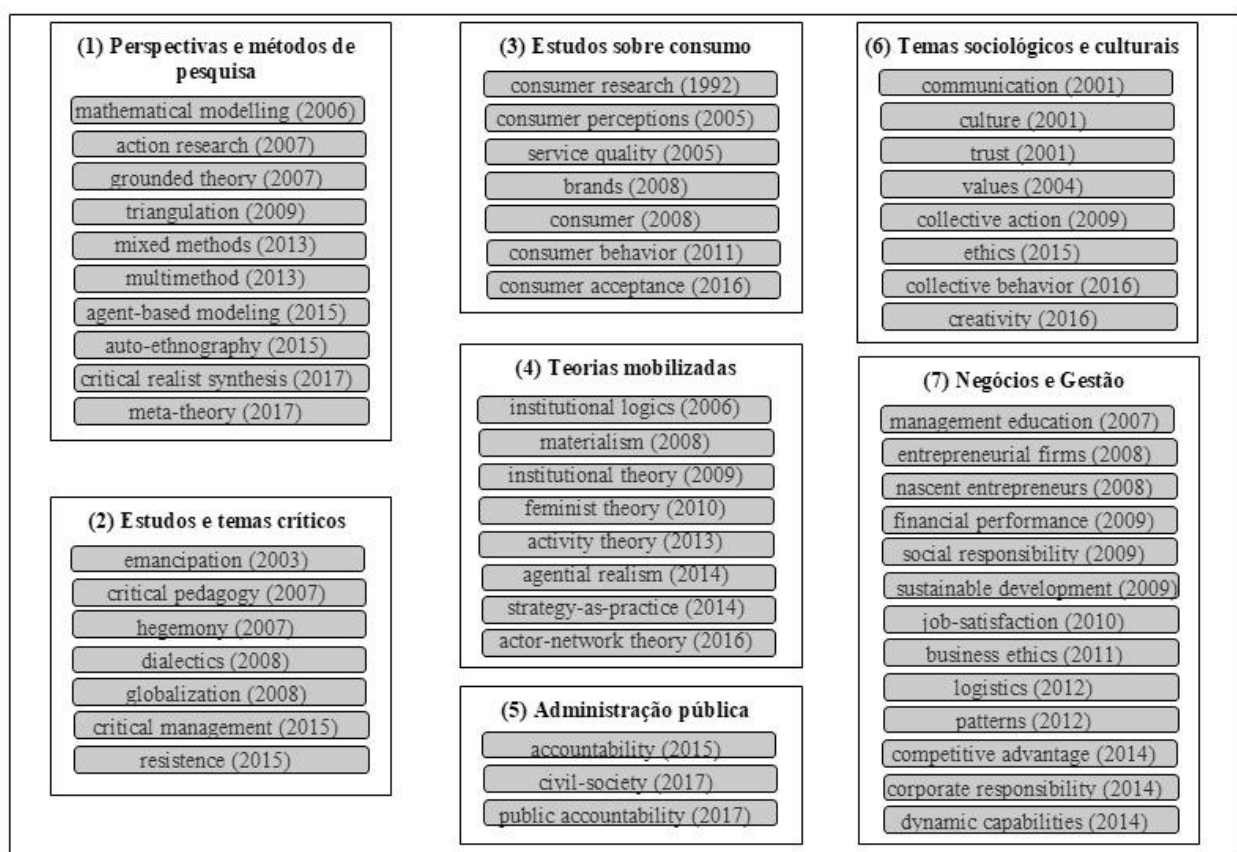 (1) Perspectivas e métodos de
pesquisa
mathematical modelling (2006)
action research (2007)
grounded theory (2007)
triangulation (2009)
mixed methods (2013)
multimethod (2013)
agent-based modeling (2015)
auto-ethnography (2015)
critical realist synthesis (2017)
meta-theory (2017)
(2) Estudos e temas críticos
emancipation (2003)
critical pedagogy (2007)
hegemony (2007)
dialectics (2008)
globalization (2008)
critical management (2015)
resistence (2015)
(3) Estudos sobre consumo
consumer research (1992)
consumer perceptions (2005)
service quality (2005)
brands (2008)
consumer (2008)
consumer behavior (2011)
consumer acceptance (2016)
(4) Teorias mobilizadas
institutional logics (2006)
materialism (2008)
institutional theory (2009)
feminist theory (2010)
activity theory (2013)
agential realism (2014)
strategy-as-practice (2014)
actor-network theory (2016)
(5) Administração pública
accountability (2015)
civil-society (2017)
public accountability (2017)
(6) Temas sociológicos e culturais
communication (2001)
culture (2001)
trust (2001)
values (2004)
collective action (2009)
ethics (2015)
collective behavior (2016)
creativity (2016)
(7) Negócios e Gestão
management education (2007)
entrepreneurial firms (2008)
nascent entrepreneurs (2008)
financial performance (2009)
social responsibility (2009)
sustainable development (2009)
job-satisfaction (2010)
business ethics (2011)
logistics (2012)
patterns (2012)
competitive advantage (2014)
corporate responsibility (2014)
dynamic capabilities (2014)